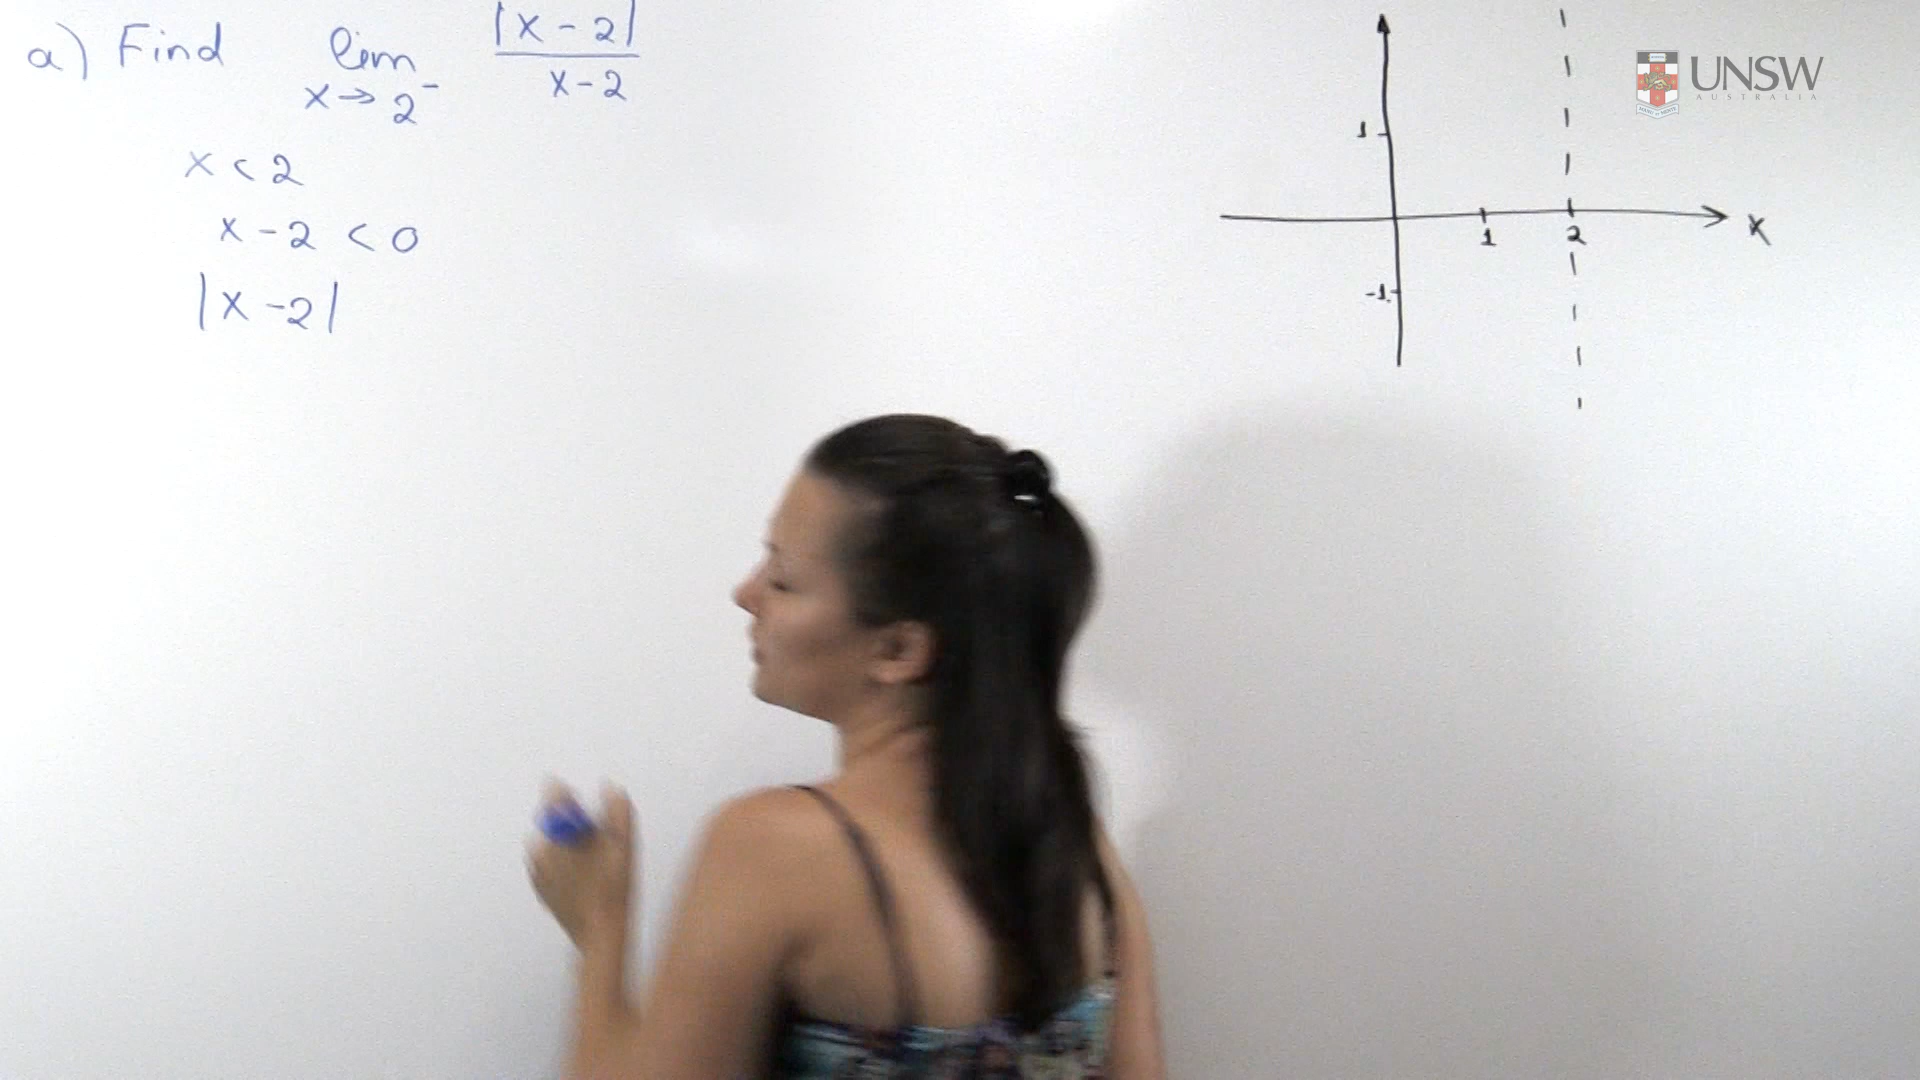 a) Find lim x→2⁻ |x-2| / x-2
x < 2
x - 2 < 0
|x - 2|
1
1 2 x
-1
UNSW
AUSTRALIA